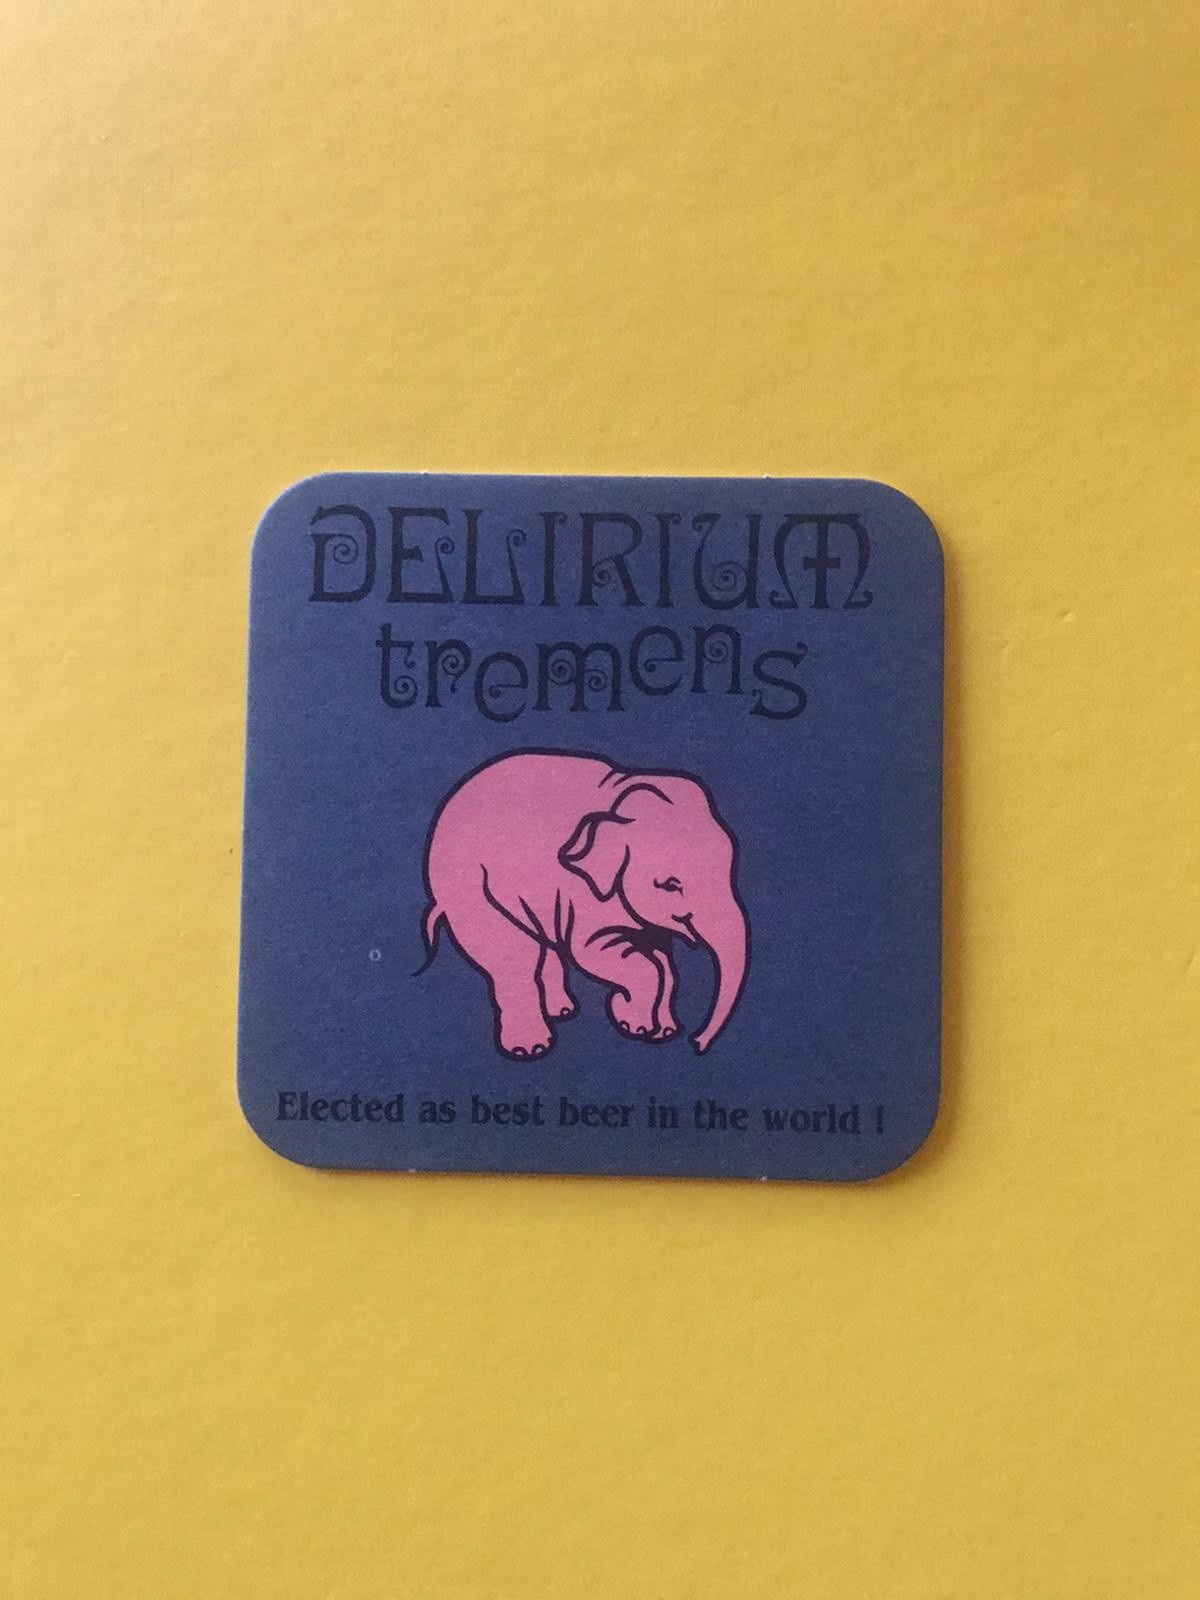 DELIRIUM
tremens
Elected as best beer in the world !